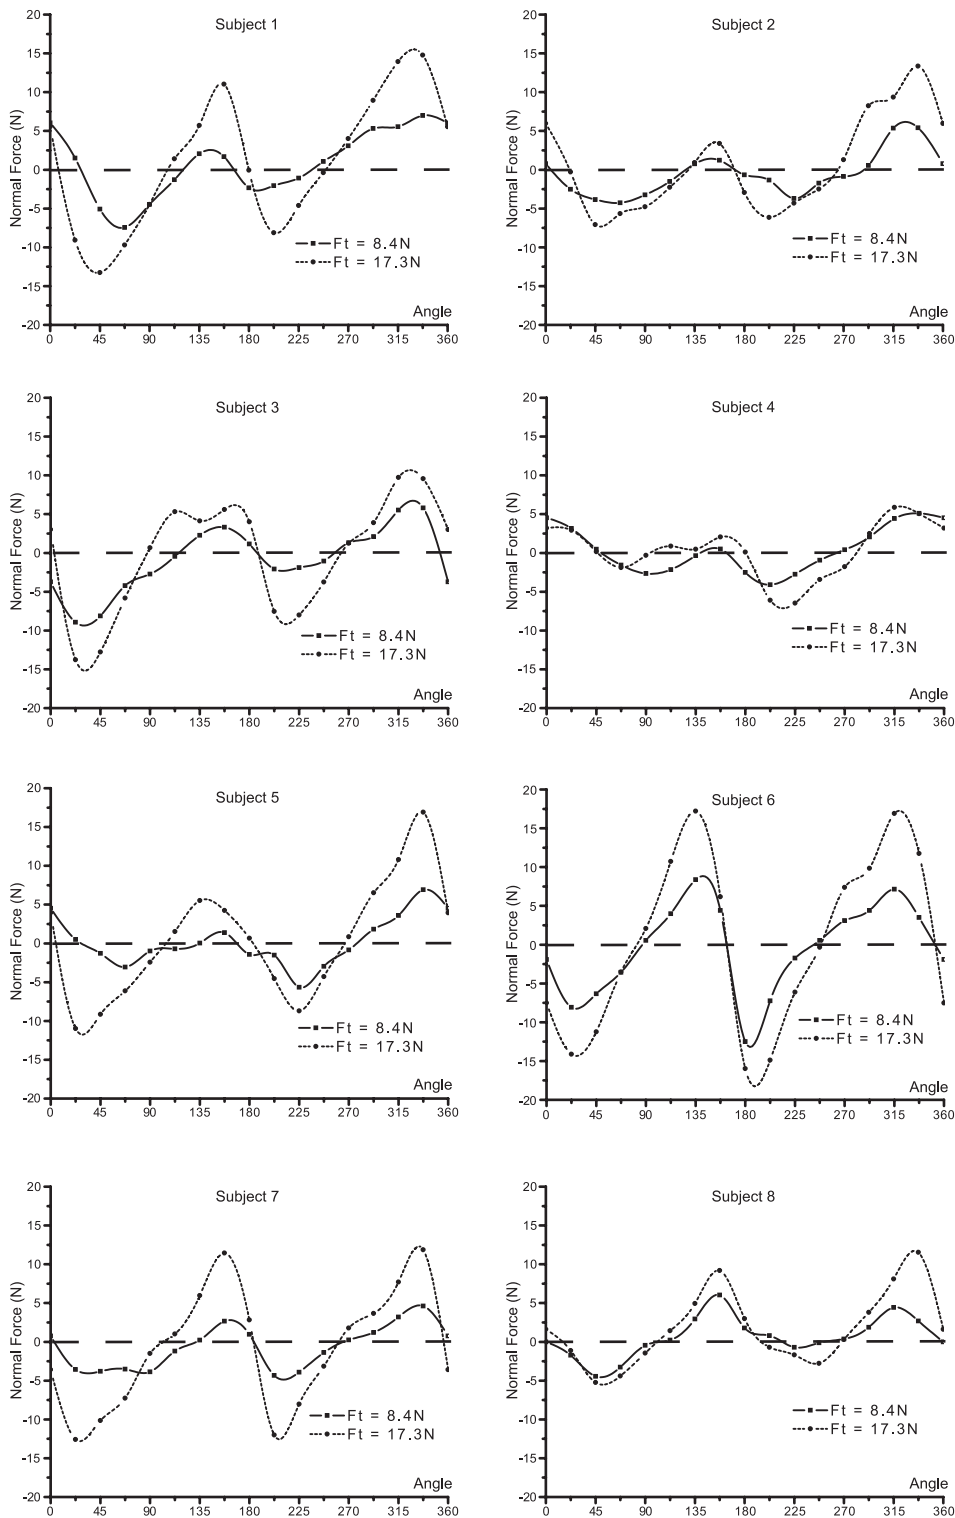 Subject 1
Normal Force (N)
20
15
10
5
0
-5
-10
-15
-20
Ft = 8.4N
Ft = 17.3N
Angle
0 45 90 135 180 225 270 315 360
Subject 2
Normal Force (N)
20
15
10
5
0
-5
-10
-15
-20
Ft = 8.4N
Ft = 17.3N
Angle
0 45 90 135 180 225 270 315 360
Subject 3
Normal Force (N)
20
15
10
5
0
-5
-10
-15
-20
Ft = 8.4N
Ft = 17.3N
Angle
0 45 90 135 180 225 270 315 360
Subject 4
Normal Force (N)
20
15
10
5
0
-5
-10
-15
-20
Ft = 8.4N
Ft = 17.3N
Angle
0 45 90 135 180 225 270 315 360
Subject 5
Normal Force (N)
20
15
10
5
0
-5
-10
-15
-20
Ft = 8.4N
Ft = 17.3N
Angle
0 45 90 135 180 225 270 315 360
Subject 6
Normal Force (N)
20
15
10
5
0
-5
-10
-15
-20
Ft = 8.4N
Ft = 17.3N
Angle
0 45 90 135 180 225 270 315 360
Subject 7
Normal Force (N)
20
15
10
5
0
-5
-10
-15
-20
Ft = 8.4N
Ft = 17.3N
Angle
0 45 90 135 180 225 270 315 360
Subject 8
Normal Force (N)
20
15
10
5
0
-5
-10
-15
-20
Ft = 8.4N
Ft = 17.3N
Angle
0 45 90 135 180 225 270 315 360